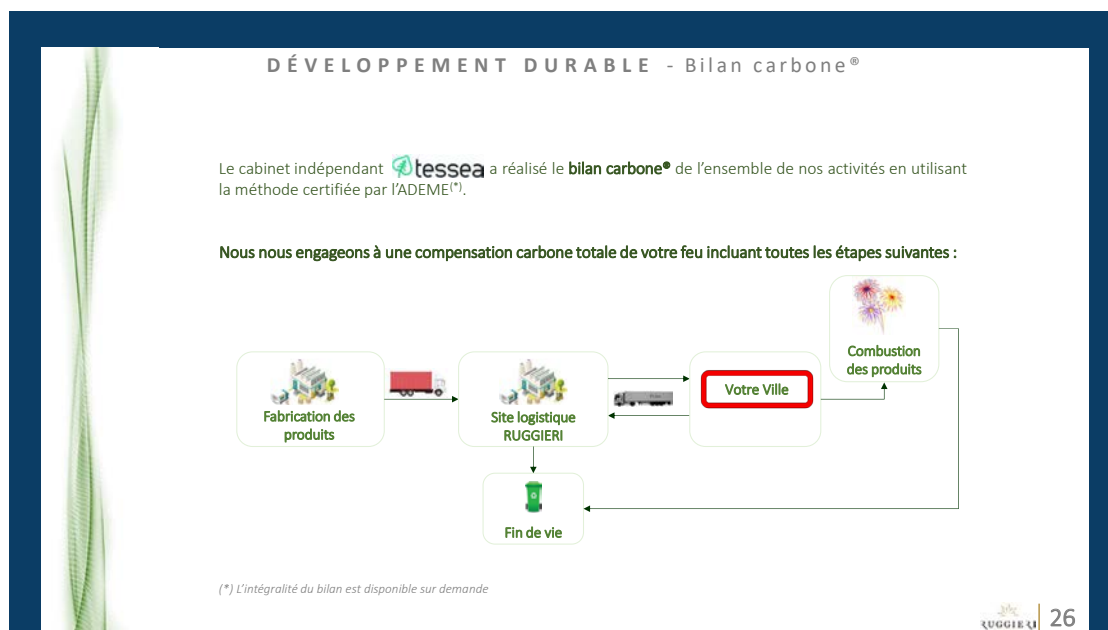 DÉVELOPPEMENT DURABLE - Bilan carbone®
Le cabinet indépendant tessea a réalisé le bilan carbone® de l'ensemble de nos activités en utilisant
la méthode certifiée par l'ADEME(*).
Nous nous engageons à une compensation carbone totale de votre feu incluant toutes les étapes suivantes :
Combustion
des produits
Votre Ville
Fabrication des
produits
Site logistique
RUGGIERI
Fin de vie
(*) L'intégralité du bilan est disponible sur demande
RUGGIERI
26